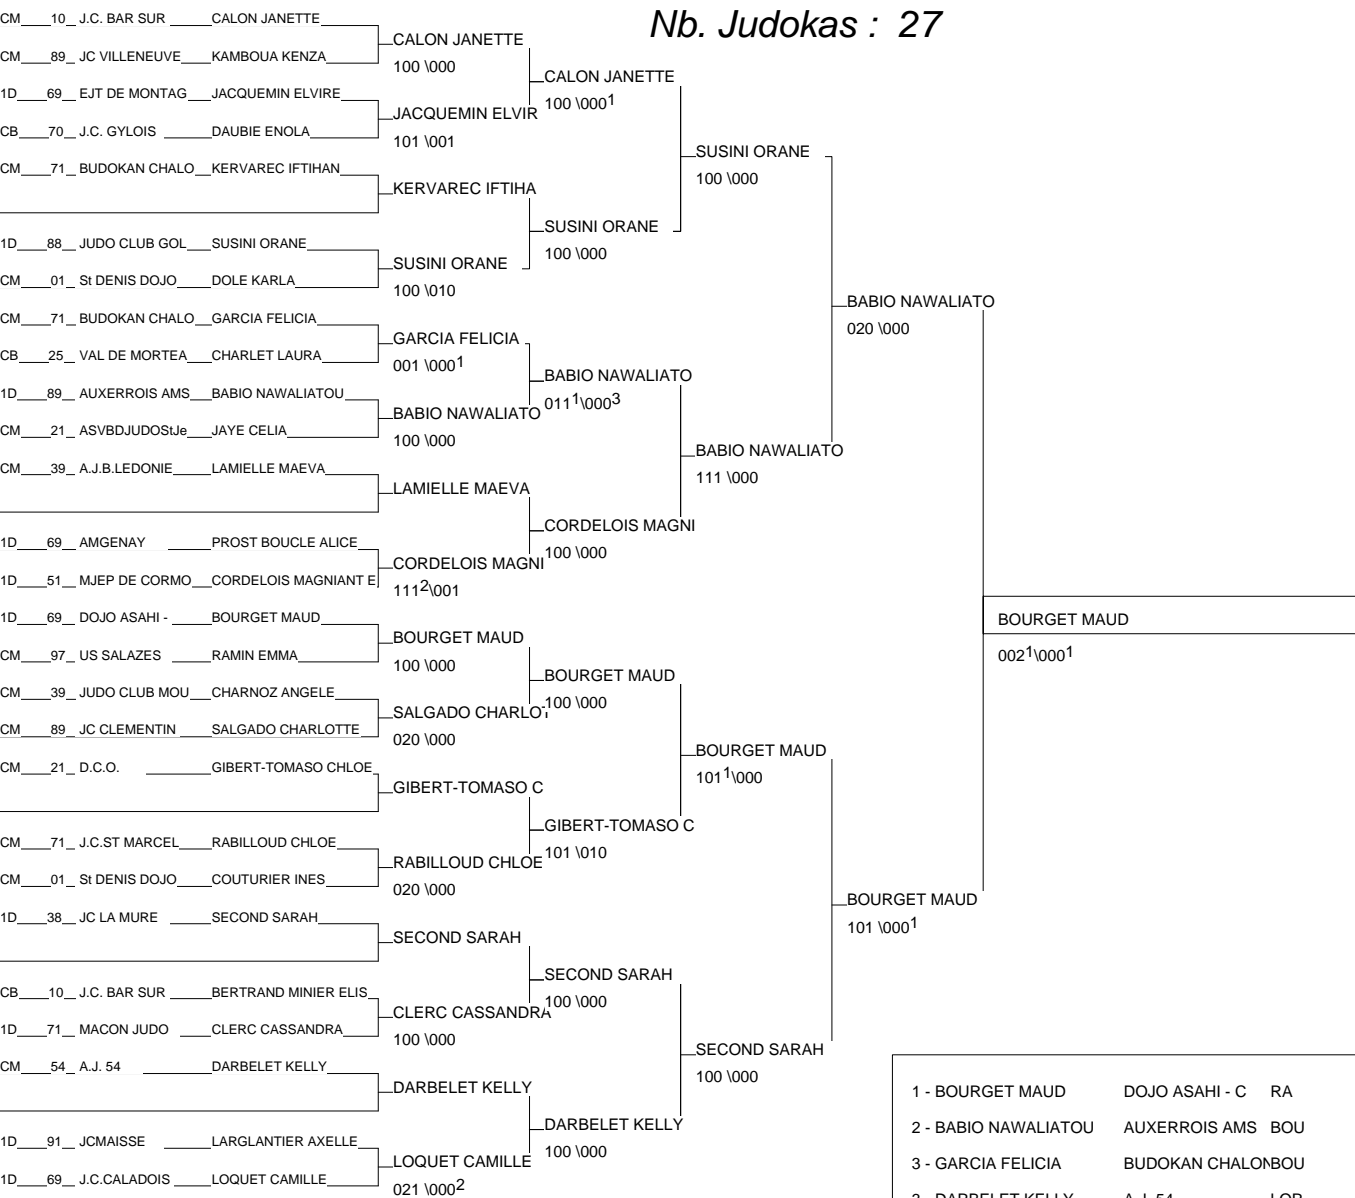 Nb. Judokas : 27
CM 10 J.C. BAR SUR CALON JANETTE
CALON JANETTE
CM 89 JC VILLENEUVE KAMBOUA KENZA
100 \000
CALON JANETTE
1D 69 EJT DE MONTAG JACQUEMIN ELVIRE
100 \0001
JACQUEMIN ELVIR
CB 70 J.C. GYLOIS DAUBIE ENOLA
101 \001
SUSINI ORANE
CM 71 BUDOKAN CHALO KERVAREC IFTIHAN
100 \000
KERVAREC IFTIHA
SUSINI ORANE
1D 88 JUDO CLUB GOL SUSINI ORANE
100 \000
SUSINI ORANE
CM 01 St DENIS DOJO DOLE KARLA
100 \010
BABIO NAWALIATO
CM 71 BUDOKAN CHALO GARCIA FELICIA
020 \000
GARCIA FELICIA
CB 25 VAL DE MORTEA CHARLET LAURA
001 \0001
BABIO NAWALIATO
1D 89 AUXERROIS AMS BABIO NAWALIATOU
0111\0003
BABIO NAWALIATO
CM 21 ASVBDJUDOStJe JAYE CELIA
100 \000
BABIO NAWALIATO
CM 39 A.J.B.LEDONIE LAMIELLE MAEVA
111 \000
LAMIELLE MAEVA
CORDELOIS MAGNI
1D 69 AMGENAY PROST BOUCLE ALICE
100 \000
CORDELOIS MAGNI
1D 51 MJEP DE CORMO CORDELOIS MAGNIANT E
1112\001
1D 69 DOJO ASAHI - BOURGET MAUD
BOURGET MAUD
BOURGET MAUD
CM 97 US SALAZES RAMIN EMMA
0021\0001
100 \000
BOURGET MAUD
CM 39 JUDO CLUB MOU CHARNOZ ANGELE
100 \000
SALGADO CHARLOT
CM 89 JC CLEMENTIN SALGADO CHARLOTTE
020 \000
BOURGET MAUD
CM 21 D.C.O. GIBERT-TOMASO CHLOE
1011\000
GIBERT-TOMASO C
GIBERT-TOMASO C
CM 71 J.C.ST MARCEL RABILLOUD CHLOE
101 \010
RABILLOUD CHLOE
CM 01 St DENIS DOJO COUTURIER INES
020 \000
BOURGET MAUD
1D 38 JC LA MURE SECOND SARAH
101 \0001
SECOND SARAH
SECOND SARAH
CB 10 J.C. BAR SUR BERTRAND MINIER ELIS
100 \000
CLERC CASSANDRA
1D 71 MACON JUDO CLERC CASSANDRA
100 \000
SECOND SARAH
CM 54 A.J. 54 DARBELET KELLY
100 \000
DARBELET KELLY
1 - BOURGET MAUD DOJO ASAHI - C RA
DARBELET KELLY
2 - BABIO NAWALIATOU AUXERROIS AMS BOU
1D 91 JCMAISSE LARGLANTIER AXELLE
100 \000
LOQUET CAMILLE
3 - GARCIA FELICIA BUDOKAN CHALON BOU
1D 69 J.C.CALADOIS LOQUET CAMILLE
021 \0002
3 - DARBELET KELLY A.J. 54 LOR